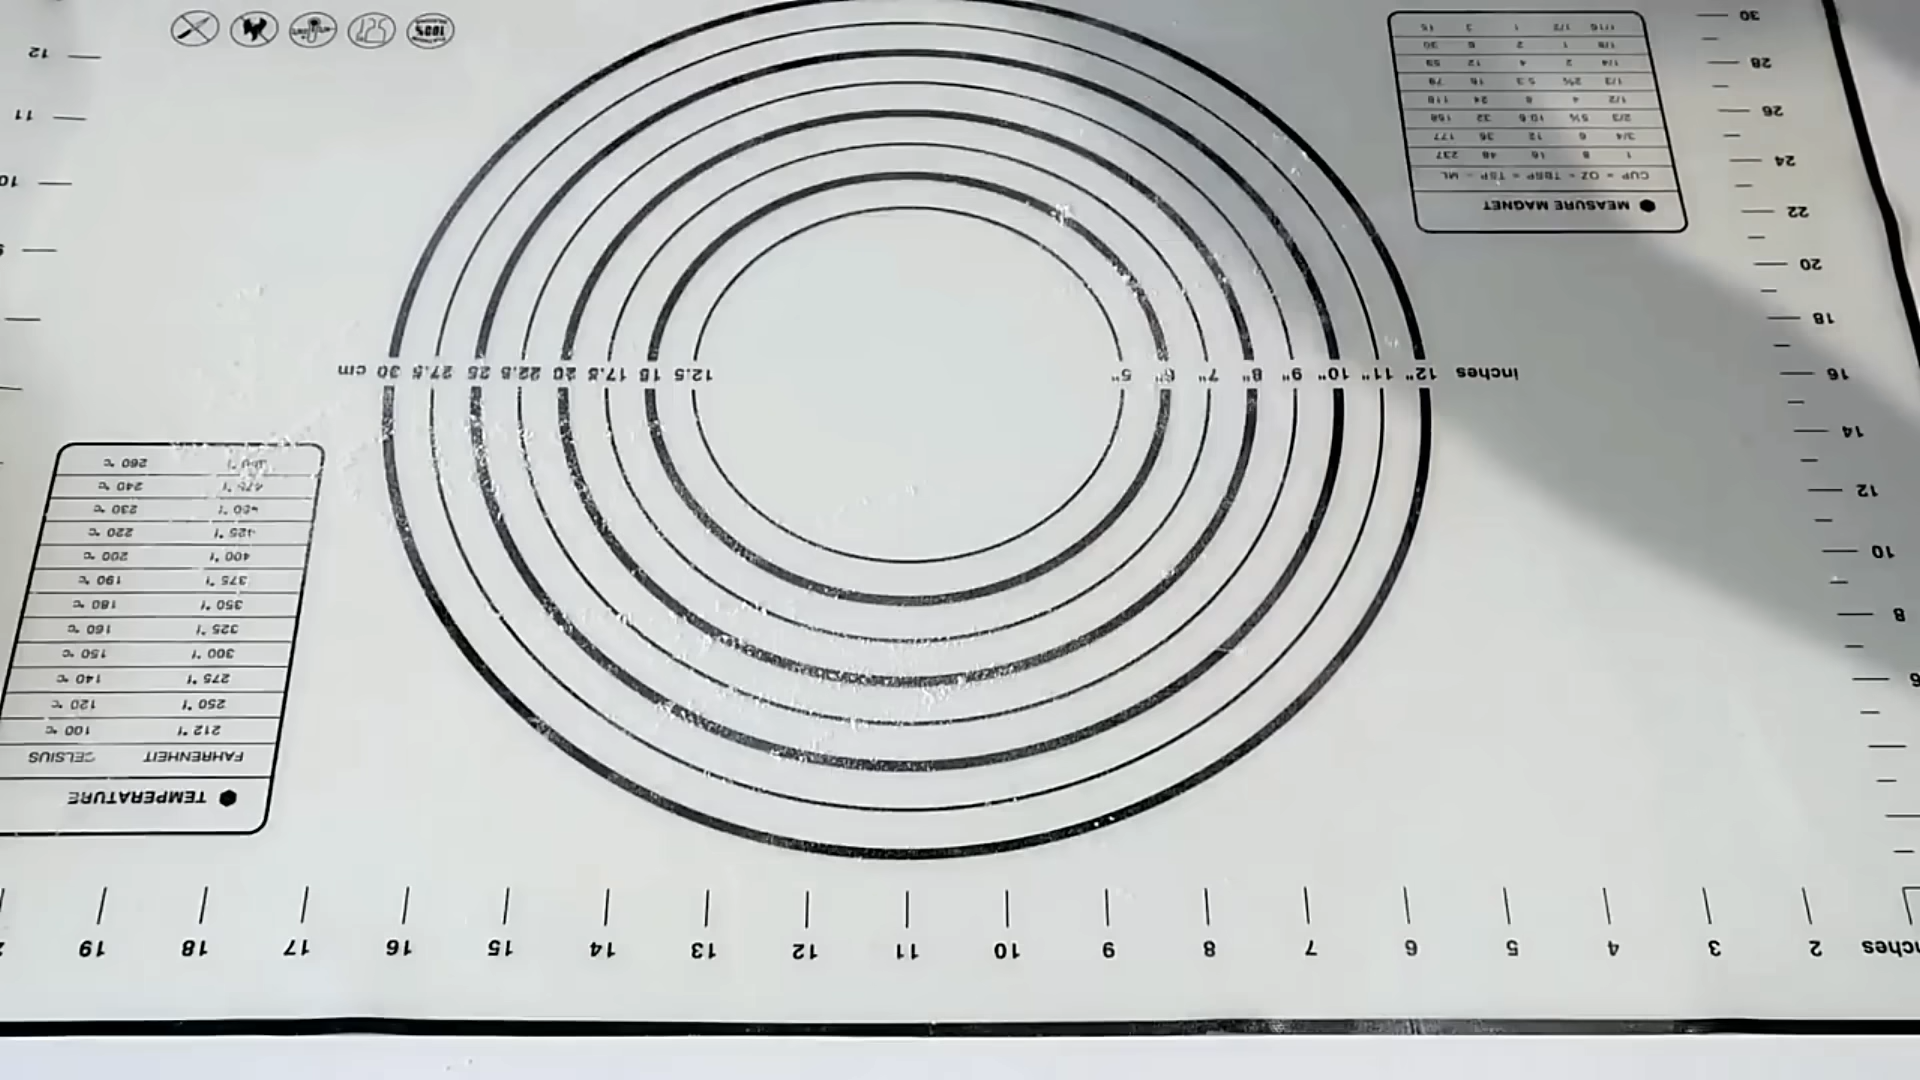 MEASURE MAGNET
CUP = OZ = TBSP = TSP = ML
1 8 16 48 237
3/4 6 12 36 177
2/3 5⅓ 10.6 32 158
1/2 4 8 24 118
1/3 2⅔ 5.3 16 79
1/4 2 4 12 59
1/8 1 2 6 30
1/16 1/2 1 3 15
100%
inches 12" 11" 10" 9" 8" 7" 6" 5" 12.5 15 17.5 20 22.5 25 27.5 30 cm
TEMPERATURE
FAHRENHEIT CELSIUS
212 °f 100 °c
250 °f 120 °c
275 °f 140 °c
300 °f 150 °c
325 °f 160 °c
350 °f 180 °c
375 °f 190 °c
400 °f 200 °c
425 °f 220 °c
450 °f 230 °c
475 °f 240 °c
260 °c
2 3 4 5 6 7 8 9 10 11 12 13 14 15 16 17 18 19
6
8
10
12
14
16
18
20
22
24
26
28
30
9
10
11
12